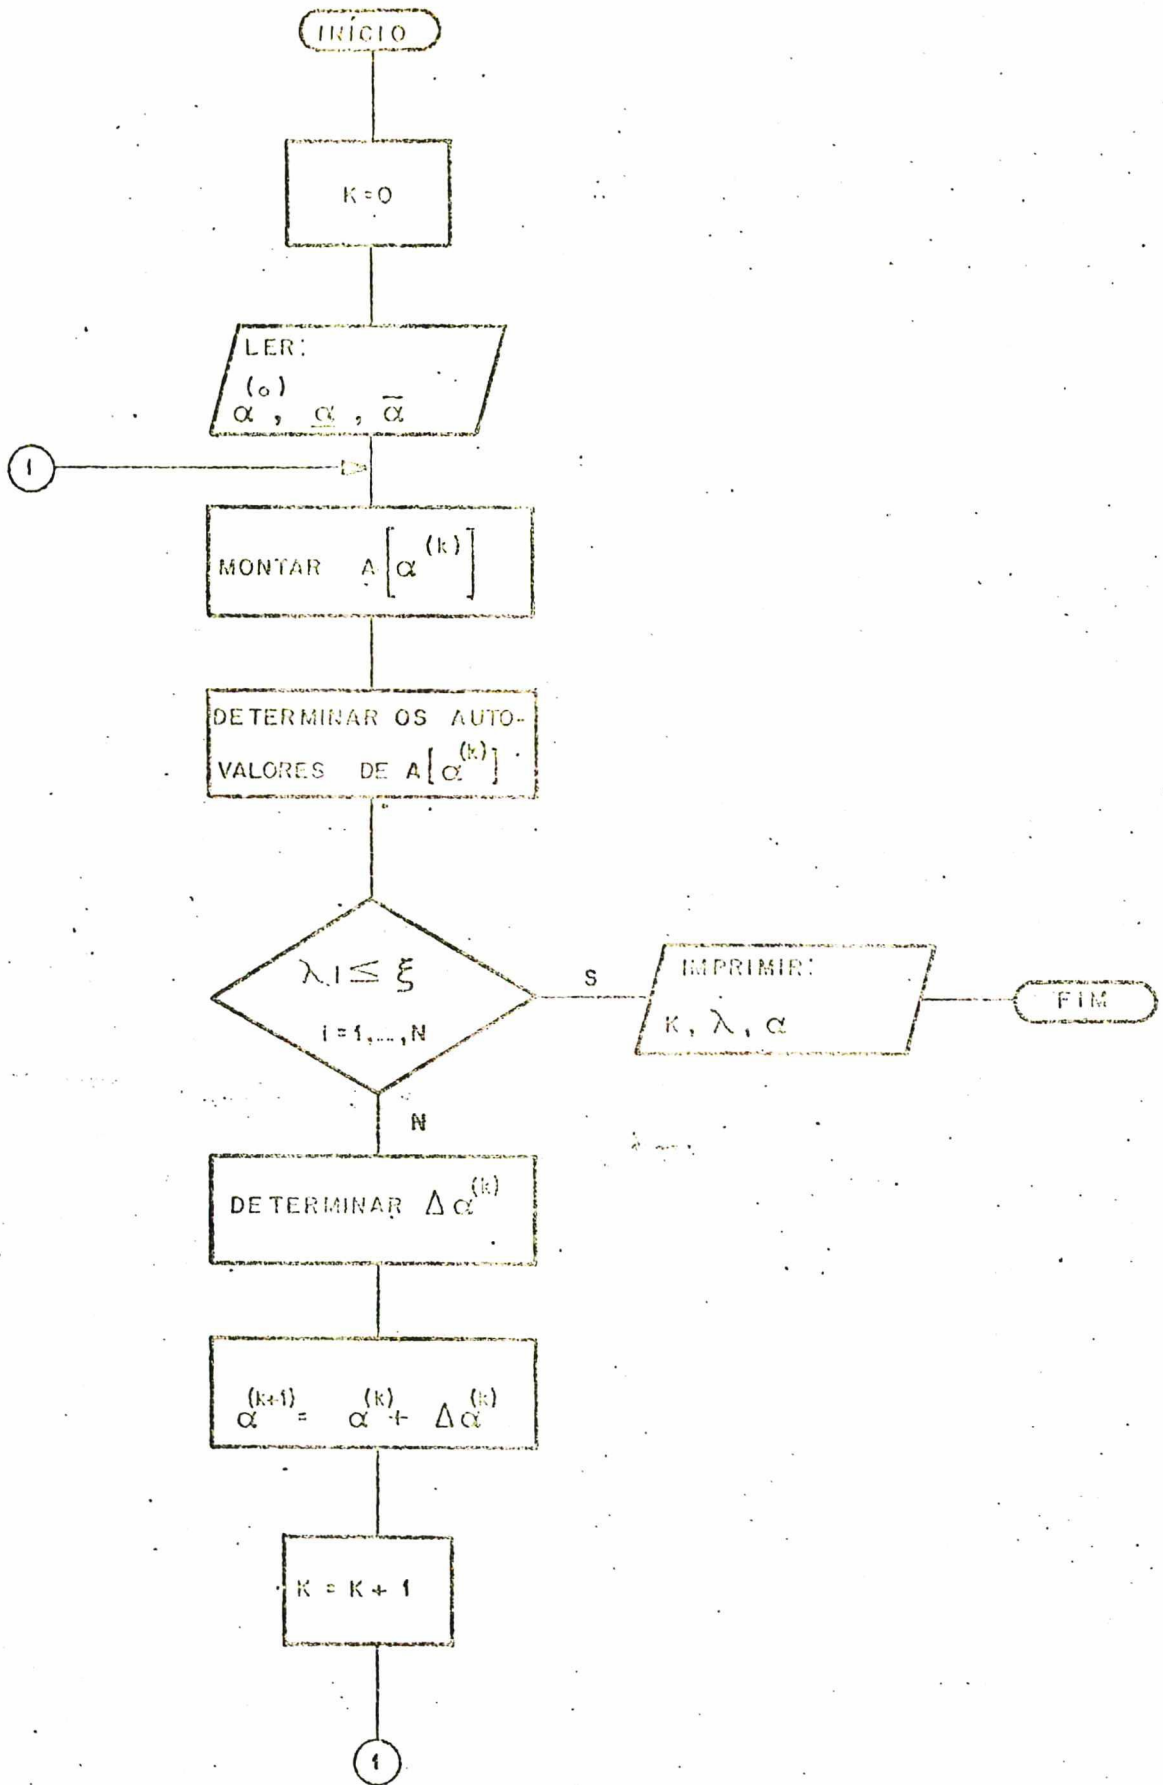 INÍCIO
K=0
LER:
α^(o), α̲, ᾱ
1
MONTAR A[α^(k)]
DETERMINAR OS AUTO-
VALORES DE A[α^(k)]
λi ≤ ξ
i=1,...,N
S
IMPRIMIR:
K, λ, α
FIM
N
DETERMINAR Δα^(k)
α^(k+1) = α^(k) + Δα^(k)
K = K + 1
1